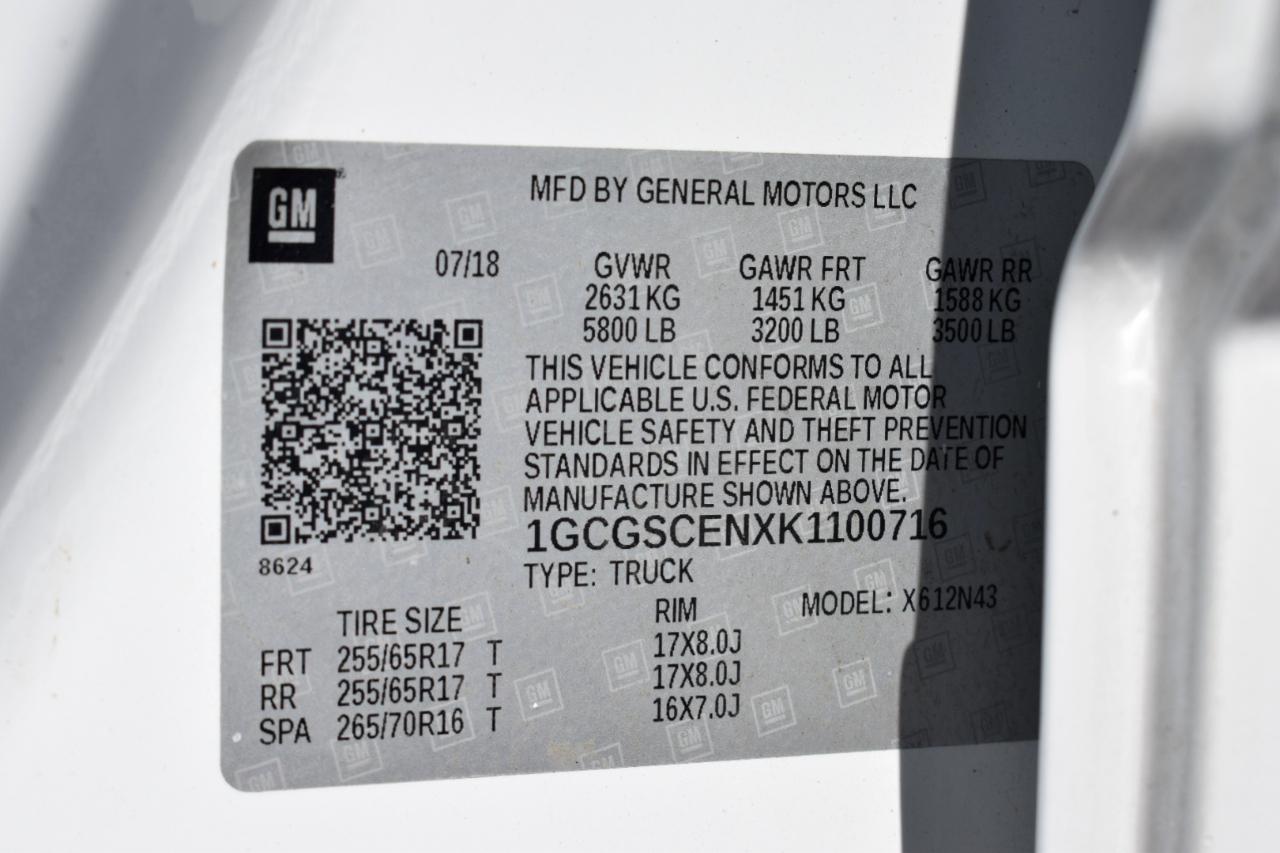 GM
MFD BY GENERAL MOTORS LLC
07/18 GVWR GAWR FRT GAWR RR
2631 KG 1451 KG 1588 KG
5800 LB 3200 LB 3500 LB
THIS VEHICLE CONFORMS TO ALL
APPLICABLE U.S. FEDERAL MOTOR
VEHICLE SAFETY AND THEFT PREVENTION
STANDARDS IN EFFECT ON THE DATE OF
MANUFACTURE SHOWN ABOVE.
1GCGSCENXK1100716
8624
TYPE: TRUCK
MODEL: X612N43
TIRE SIZE RIM
FRT 255/65R17 T 17X8.0J
RR 255/65R17 T 17X8.0J
SPA 265/70R16 T 16X7.0J